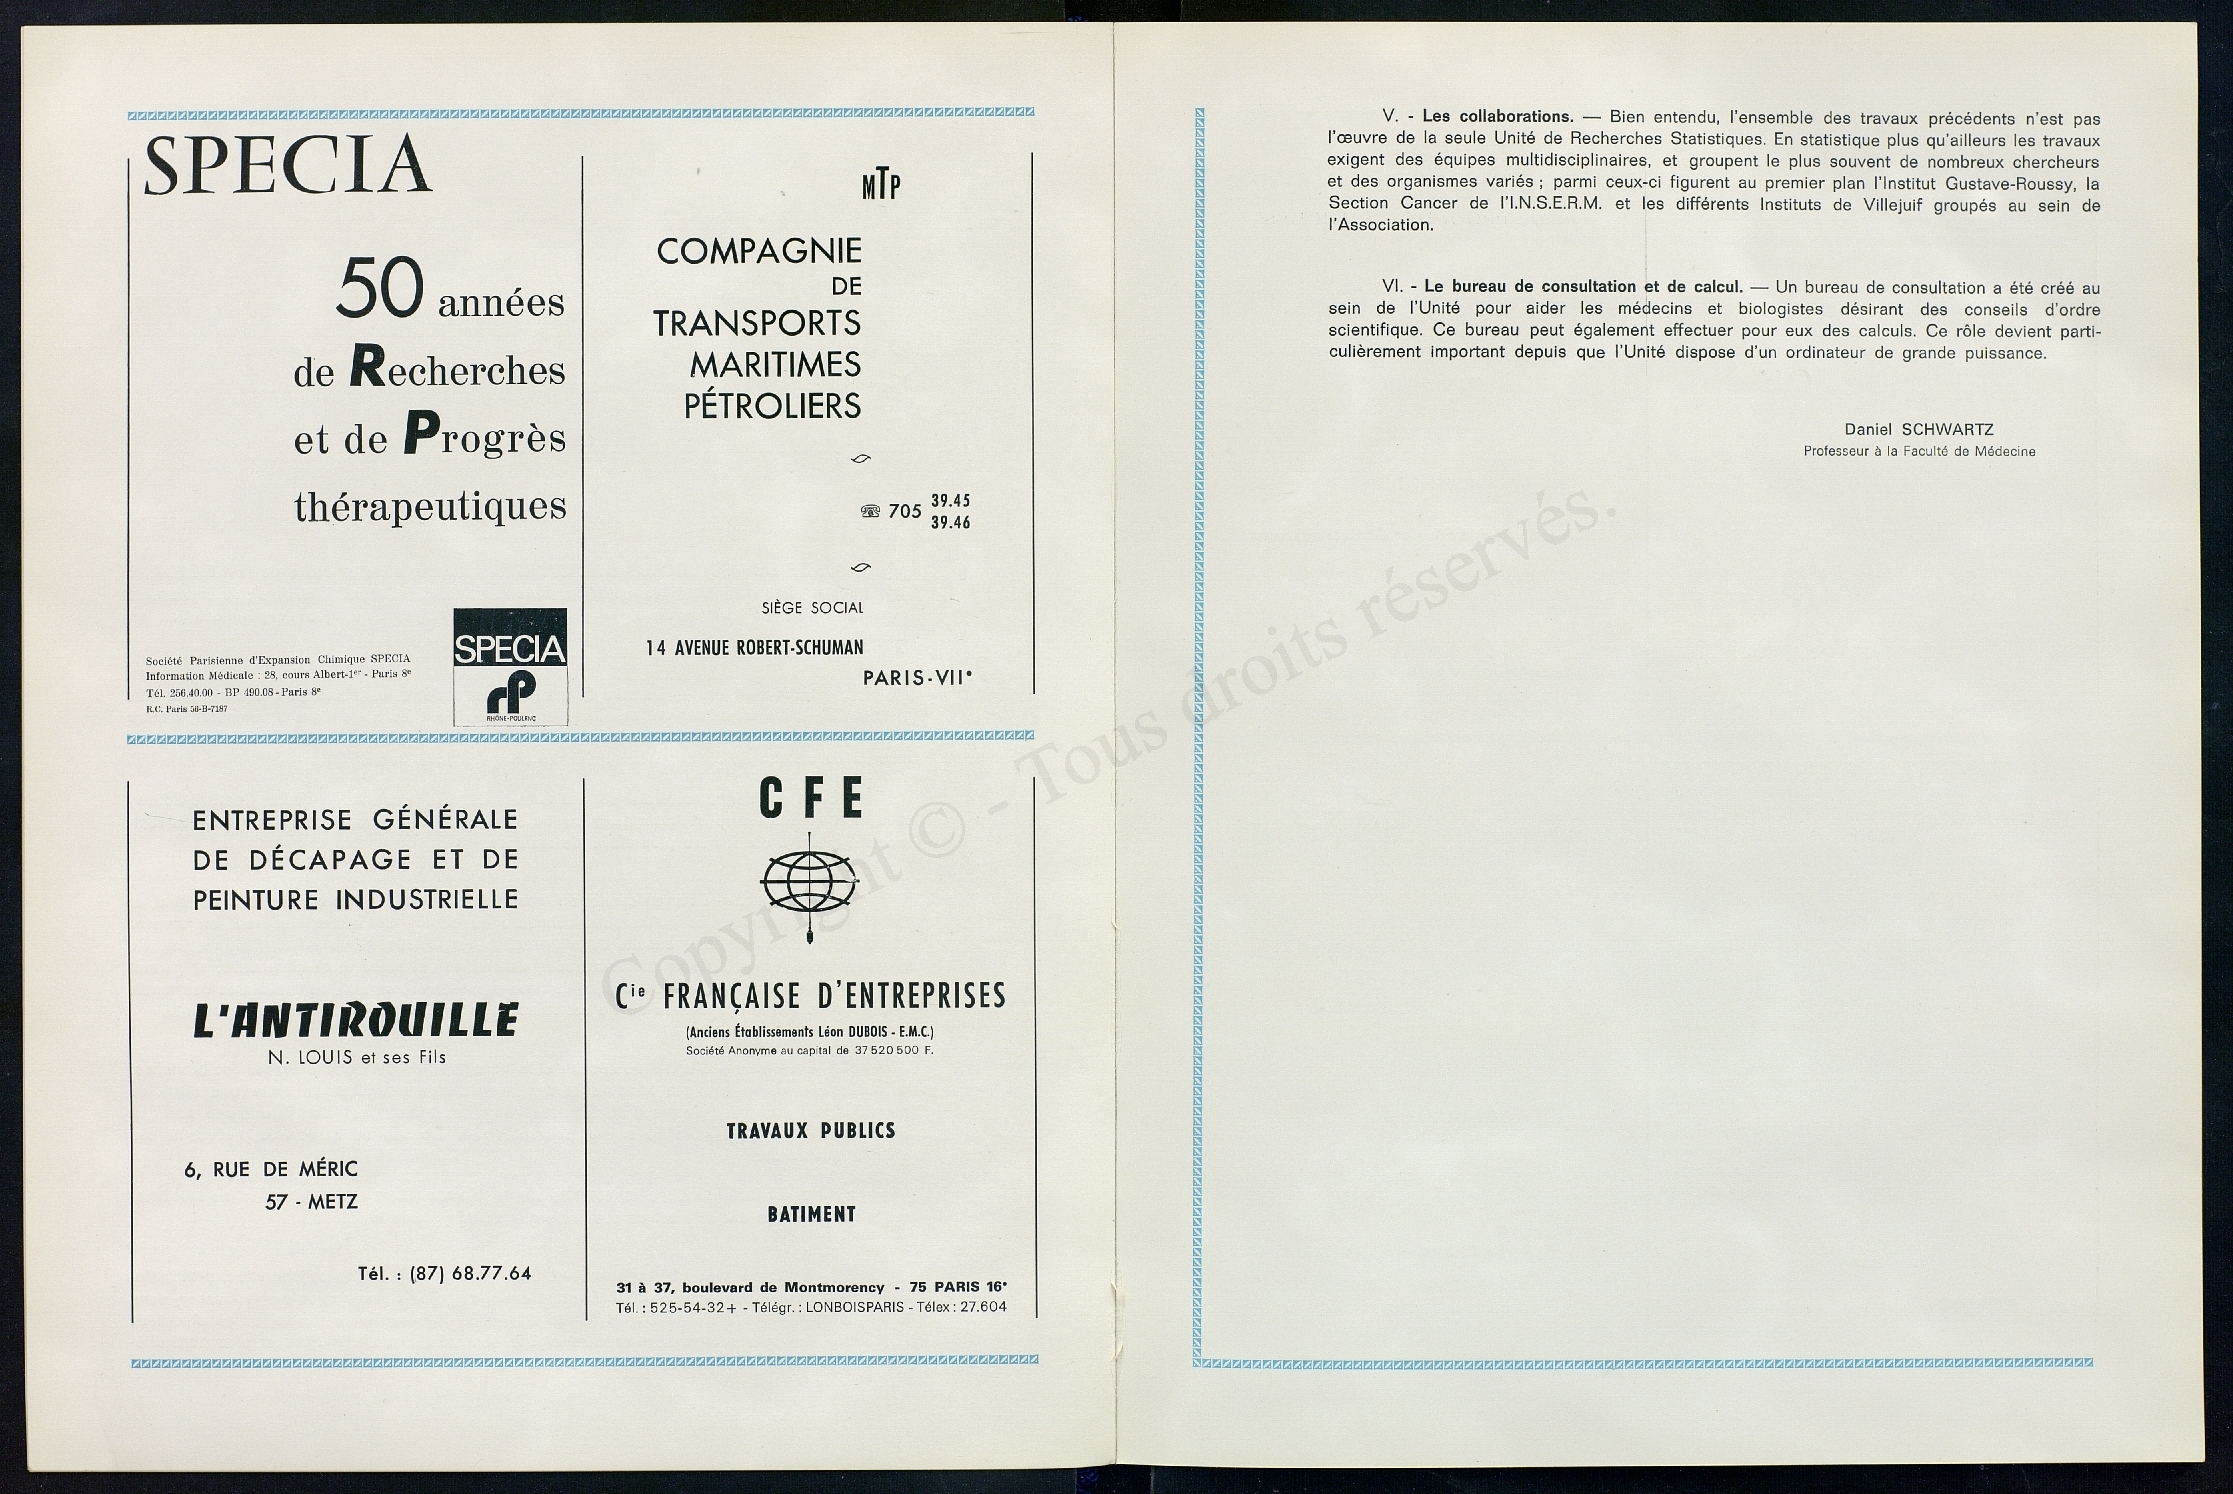 SPECIA
50 années
de Recherches
et de Progrès
thérapeutiques
Société Parisienne d'Expansion Chimique SPECIA
Information Médicale : 28, cours Albert-1er - Paris 8e
Tél. 256.40.00 - BP 490.08 - Paris 8e
R.C. Paris 56-B-7187
SPECIA
RP
RHÔNE-POULENC
MTP
COMPAGNIE
DE
TRANSPORTS
MARITIMES
PÉTROLIERS
☎ 705 39.45
39.46
SIÈGE SOCIAL
14 AVENUE ROBERT-SCHUMAN
PARIS-VIIe
ENTREPRISE GÉNÉRALE
DE DÉCAPAGE ET DE
PEINTURE INDUSTRIELLE
L'ANTIROUILLE
N. LOUIS et ses Fils
6, RUE DE MÉRIC
57 - METZ
Tél. : (87) 68.77.64
CFE
Cie FRANÇAISE D'ENTREPRISES
(Anciens Établissements Léon DUBOIS - E.M.C.)
Société Anonyme au capital de 37 520 500 F.
TRAVAUX PUBLICS
BATIMENT
31 à 37, boulevard de Montmorency - 75 PARIS 16e
Tél. : 525-54-32+ - Télégr. : LONBOISPARIS - Télex : 27.604
V. - Les collaborations. — Bien entendu, l'ensemble des travaux précédents n'est pas
l'œuvre de la seule Unité de Recherches Statistiques. En statistique plus qu'ailleurs les travaux
exigent des équipes multidisciplinaires, et groupent le plus souvent de nombreux chercheurs
et des organismes variés ; parmi ceux-ci figurent au premier plan l'Institut Gustave-Roussy, la
Section Cancer de l'I.N.S.E.R.M. et les différents Instituts de Villejuif groupés au sein de
l'Association.
VI. - Le bureau de consultation et de calcul. — Un bureau de consultation a été créé au
sein de l'Unité pour aider les médecins et biologistes désirant des conseils d'ordre
scientifique. Ce bureau peut également effectuer pour eux des calculs. Ce rôle devient parti-
culièrement important depuis que l'Unité dispose d'un ordinateur de grande puissance.
Daniel SCHWARTZ
Professeur à la Faculté de Médecine
Copyright © - Tous droits réservés.